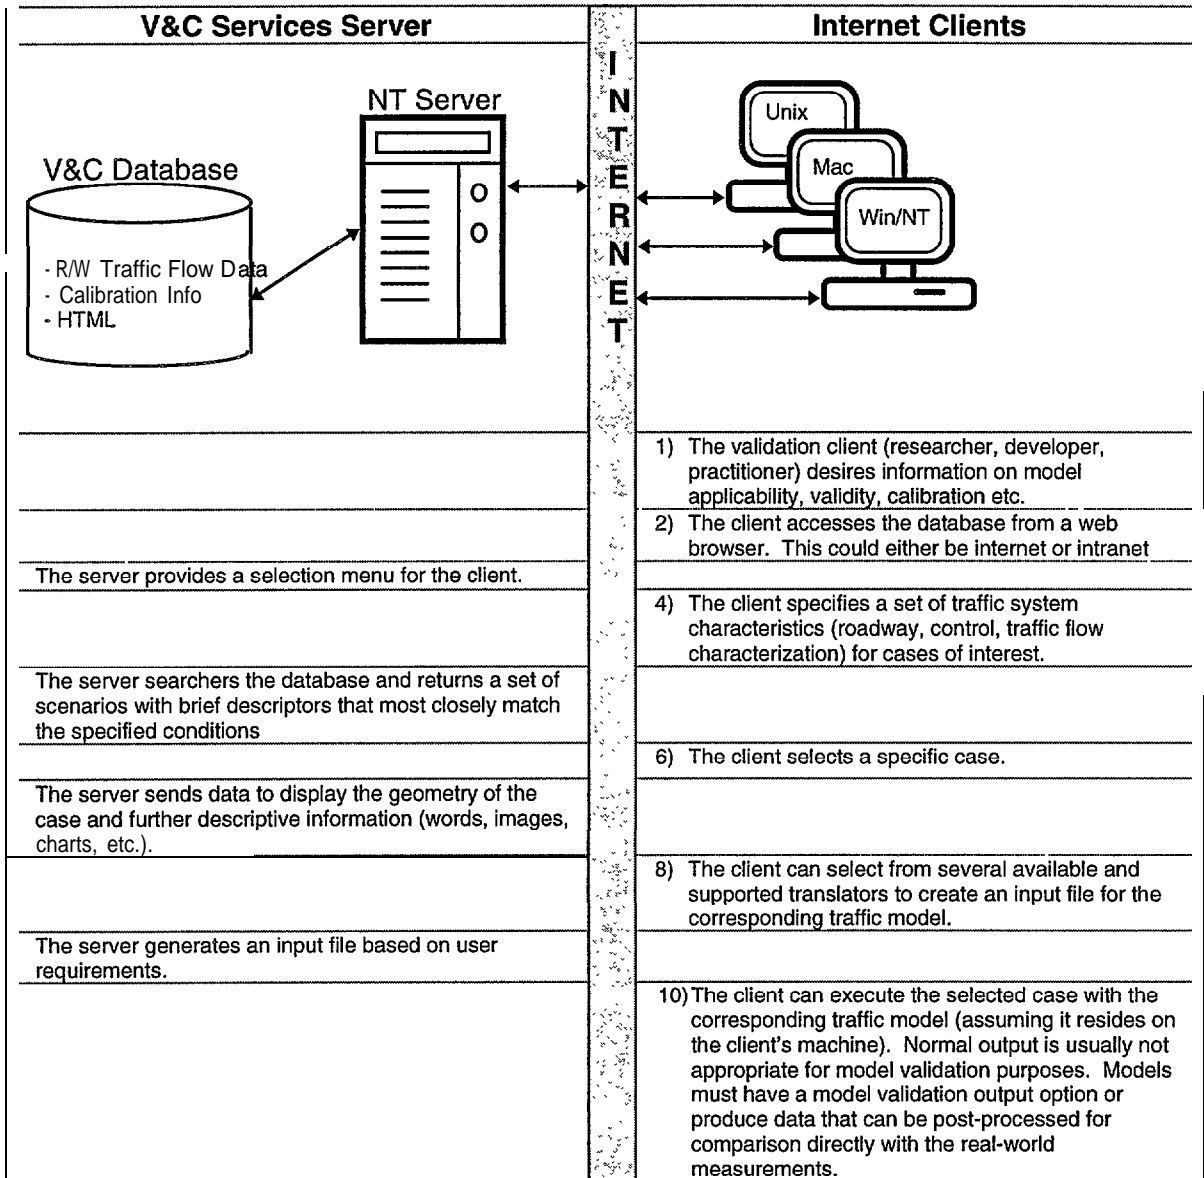 V&C Services Server
Internet Clients
INTERNET
NT Server
V&C Database
- R/W Traffic Flow Data
- Calibration Info
- HTML
Unix
Mac
Win/NT
1) The validation client (researcher, developer,
practitioner) desires information on model
applicability, validity, calibration etc.
2) The client accesses the database from a web
browser. This could either be internet or intranet
The server provides a selection menu for the client.
4) The client specifies a set of traffic system
characteristics (roadway, control, traffic flow
characterization) for cases of interest.
The server searchers the database and returns a set of
scenarios with brief descriptors that most closely match
the specified conditions
6) The client selects a specific case.
The server sends data to display the geometry of the
case and further descriptive information (words, images,
charts, etc.).
8) The client can select from several available and
supported translators to create an input file for the
corresponding traffic model.
The server generates an input file based on user
requirements.
10) The client can execute the selected case with the
corresponding traffic model (assuming it resides on
the client's machine). Normal output is usually not
appropriate for model validation purposes. Models
must have a model validation output option or
produce data that can be post-processed for
comparison directly with the real-world
measurements.